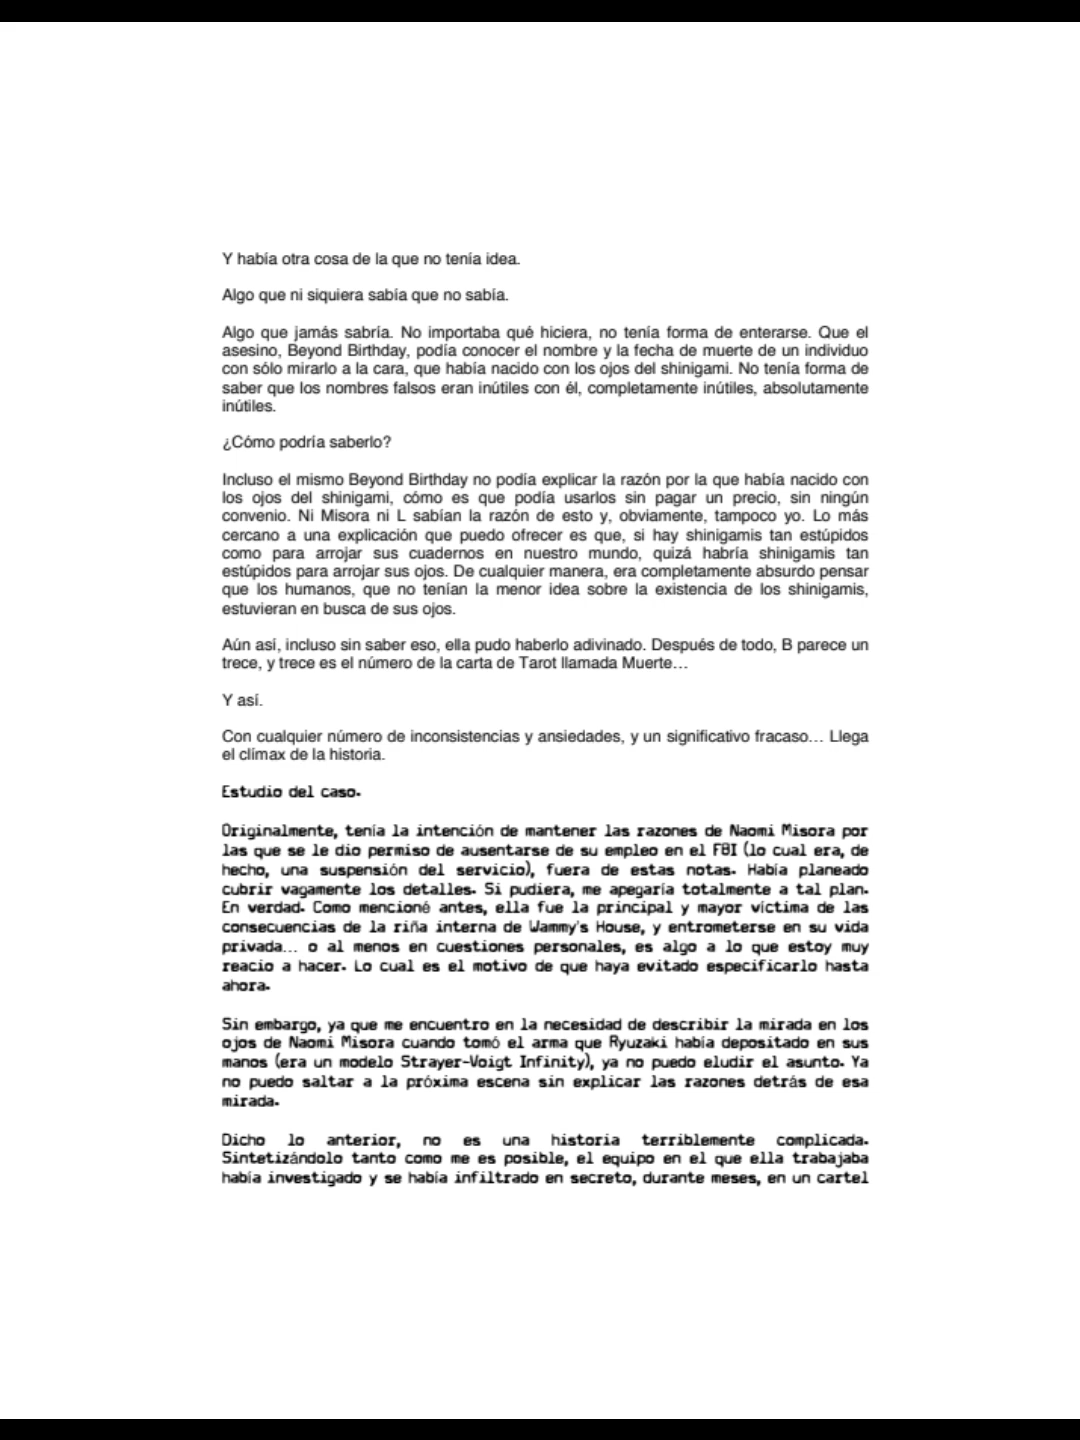 Y había otra cosa de la que no tenía idea.
Algo que ni siquiera sabía que no sabía.
Algo que jamás sabría. No importaba qué hiciera, no tenía forma de enterarse. Que el
asesino, Beyond Birthday, podía conocer el nombre y la fecha de muerte de un individuo
con sólo mirarlo a la cara, que había nacido con los ojos del shinigami. No tenía forma de
saber que los nombres falsos eran inútiles con él, completamente inútiles, absolutamente
inútiles.
¿Cómo podría saberlo?
Incluso el mismo Beyond Birthday no podía explicar la razón por la que había nacido con
los ojos del shinigami, cómo es que podía usarlos sin pagar un precio, sin ningún
convenio. Ni Misora ni L sabían la razón de esto y, obviamente, tampoco yo. Lo más
cercano a una explicación que puedo ofrecer es que, si hay shinigamis tan estúpidos
como para arrojar sus cuadernos en nuestro mundo, quizá habría shinigamis tan
estúpidos para arrojar sus ojos. De cualquier manera, era completamente absurdo pensar
que los humanos, que no tenían la menor idea sobre la existencia de los shinigamis,
estuvieran en busca de sus ojos.
Aún así, incluso sin saber eso, ella pudo haberlo adivinado. Después de todo, B parece un
trece, y trece es el número de la carta de Tarot llamada Muerte…
Y así.
Con cualquier número de inconsistencias y ansiedades, y un significativo fracaso… Llega
el clímax de la historia.
Estudio del caso.
Originalmente, tenía la intención de mantener las razones de Naomi Misora por
las que se le dio permiso de ausentarse de su empleo en el FBI (lo cual era, de
hecho, una suspensión del servicio), fuera de estas notas. Había planeado
cubrir vagamente los detalles. Si pudiera, me apegaría totalmente a tal plan.
En verdad. Como mencioné antes, ella fue la principal y mayor víctima de las
consecuencias de la riña interna de Wammy's House, y entrometerse en su vida
privada… o al menos en cuestiones personales, es algo a lo que estoy muy
reacio a hacer. Lo cual es el motivo de que haya evitado especificarlo hasta
ahora.
Sin embargo, ya que me encuentro en la necesidad de describir la mirada en los
ojos de Naomi Misora cuando tomó el arma que Ryuzaki había depositado en sus
manos (era un modelo Strayer-Voigt Infinity), ya no puedo eludir el asunto. Ya
no puedo saltar a la próxima escena sin explicar las razones detrás de esa
mirada.
Dicho lo anterior, no es una historia terriblemente complicada.
Sintetizándolo tanto como me es posible, el equipo en el que ella trabajaba
había investigado y se había infiltrado en secreto, durante meses, en un cartel